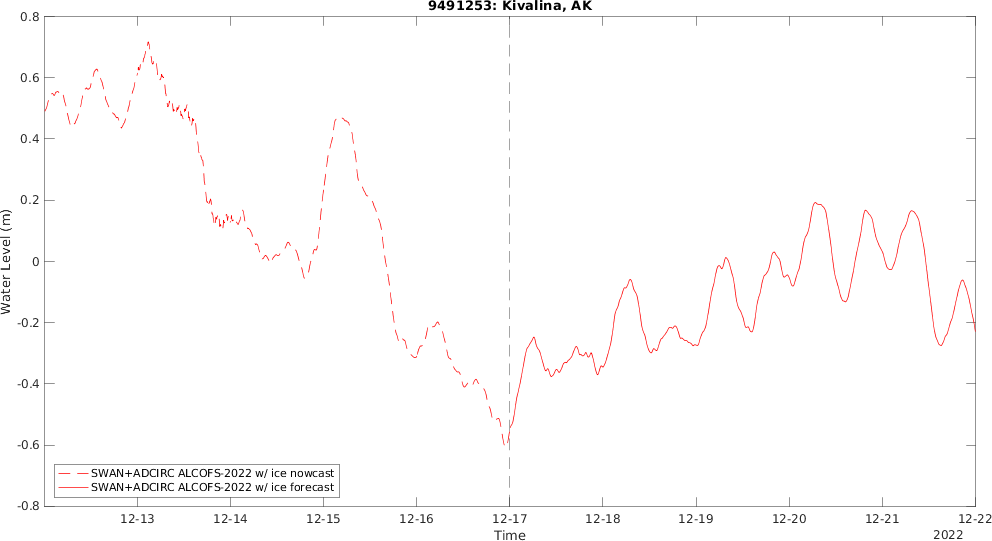 9491253: Kivalina, AK
0.8
0.6
0.4
0.2
0
-0.2
-0.4
-0.6
-0.8
Water Level (m)
SWAN+ADCIRC ALCOFS-2022 w/ ice nowcast
SWAN+ADCIRC ALCOFS-2022 w/ ice forecast
12-13 12-14 12-15 12-16 12-17 12-18 12-19 12-20 12-21 12-22
Time
2022